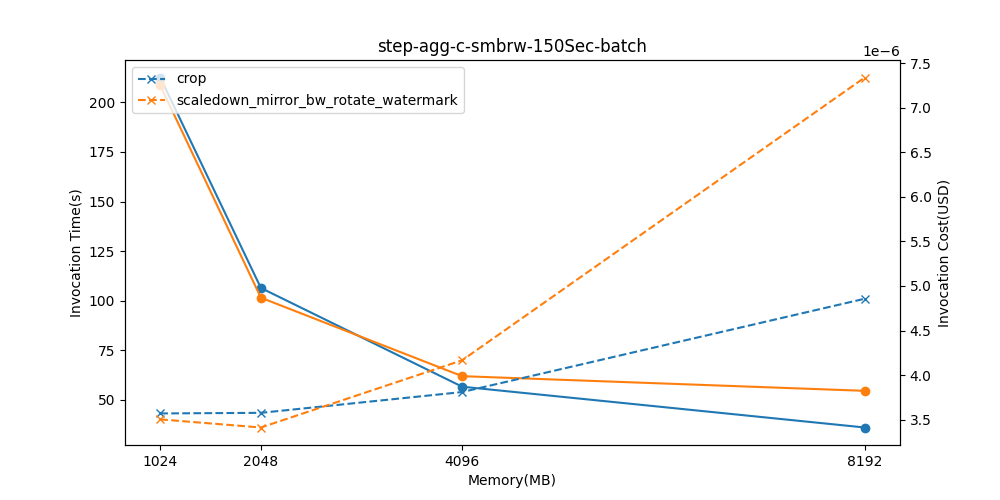 step-agg-c-smbrw-150Sec-batch
1e−6
crop
scaledown_mirror_bw_rotate_watermark
Invocation Time(s)
200
175
150
125
100
75
50
7.5
7.0
6.5
6.0
5.5
5.0
4.5
4.0
3.5
Invocation Cost(USD)
1024
2048
4096
8192
Memory(MB)